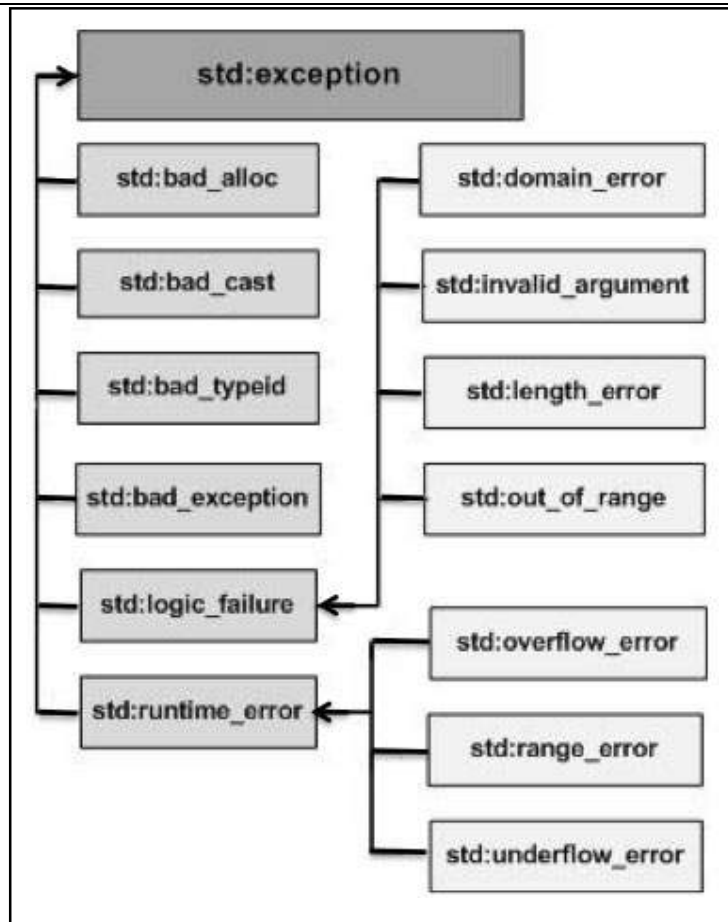 std:exception
std:bad_alloc
std:bad_cast
std:bad_typeid
std:bad_exception
std:logic_failure
std:runtime_error
std:domain_error
std:invalid_argument
std:length_error
std:out_of_range
std:overflow_error
std:range_error
std:underflow_error